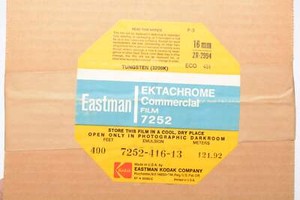 16 mm
TUNGSTEN (3200K)
Eastman
EKTACHROME
Commercial
FILM
7252
STORE THIS FILM IN A COOL, DRY PLACE
OPEN ONLY IN PHOTOGRAPHIC DARKROOM
FEET EMULSION METERS
400 7252-416-13 121.92
Kodak
EASTMAN KODAK COMPANY